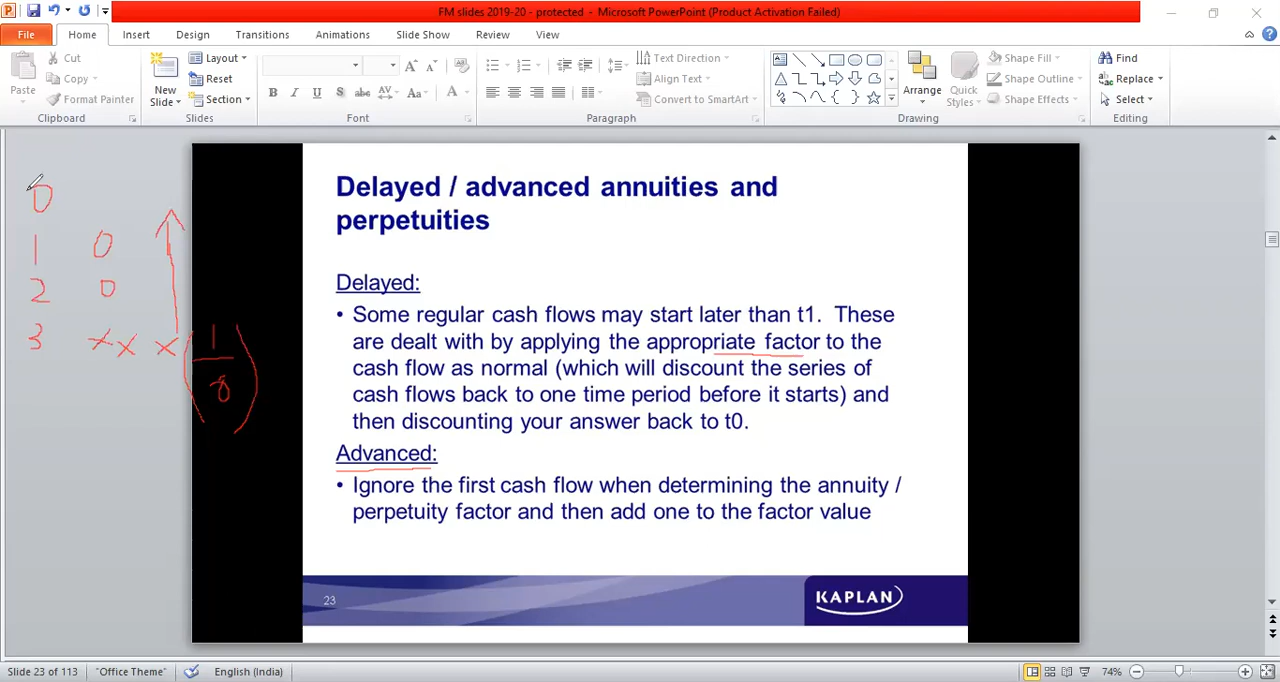 FM slides 2019-20 - protected - Microsoft PowerPoint (Product Activation Failed)
File Home Insert Design Transitions Animations Slide Show Review View
Paste
Cut
Copy
Format Painter
Clipboard
New Slide
Layout
Reset
Section
Slides
B I U S abc AV Aa A
Font
Text Direction
Align Text
Convert to SmartArt
Paragraph
Arrange
Quick Styles
Shape Fill
Shape Outline
Shape Effects
Drawing
Find
Replace
Select
Editing
0
1 0
2 0
3 x x x (1
Delayed / advanced annuities and
perpetuities
Delayed:
• Some regular cash flows may start later than t1. These
are dealt with by applying the appropriate factor to the
cash flow as normal (which will discount the series of
cash flows back to one time period before it starts) and
then discounting your answer back to t0.
Advanced:
• Ignore the first cash flow when determining the annuity /
perpetuity factor and then add one to the factor value
23
KAPLAN
Slide 23 of 113 "Office Theme" English (India) 74%